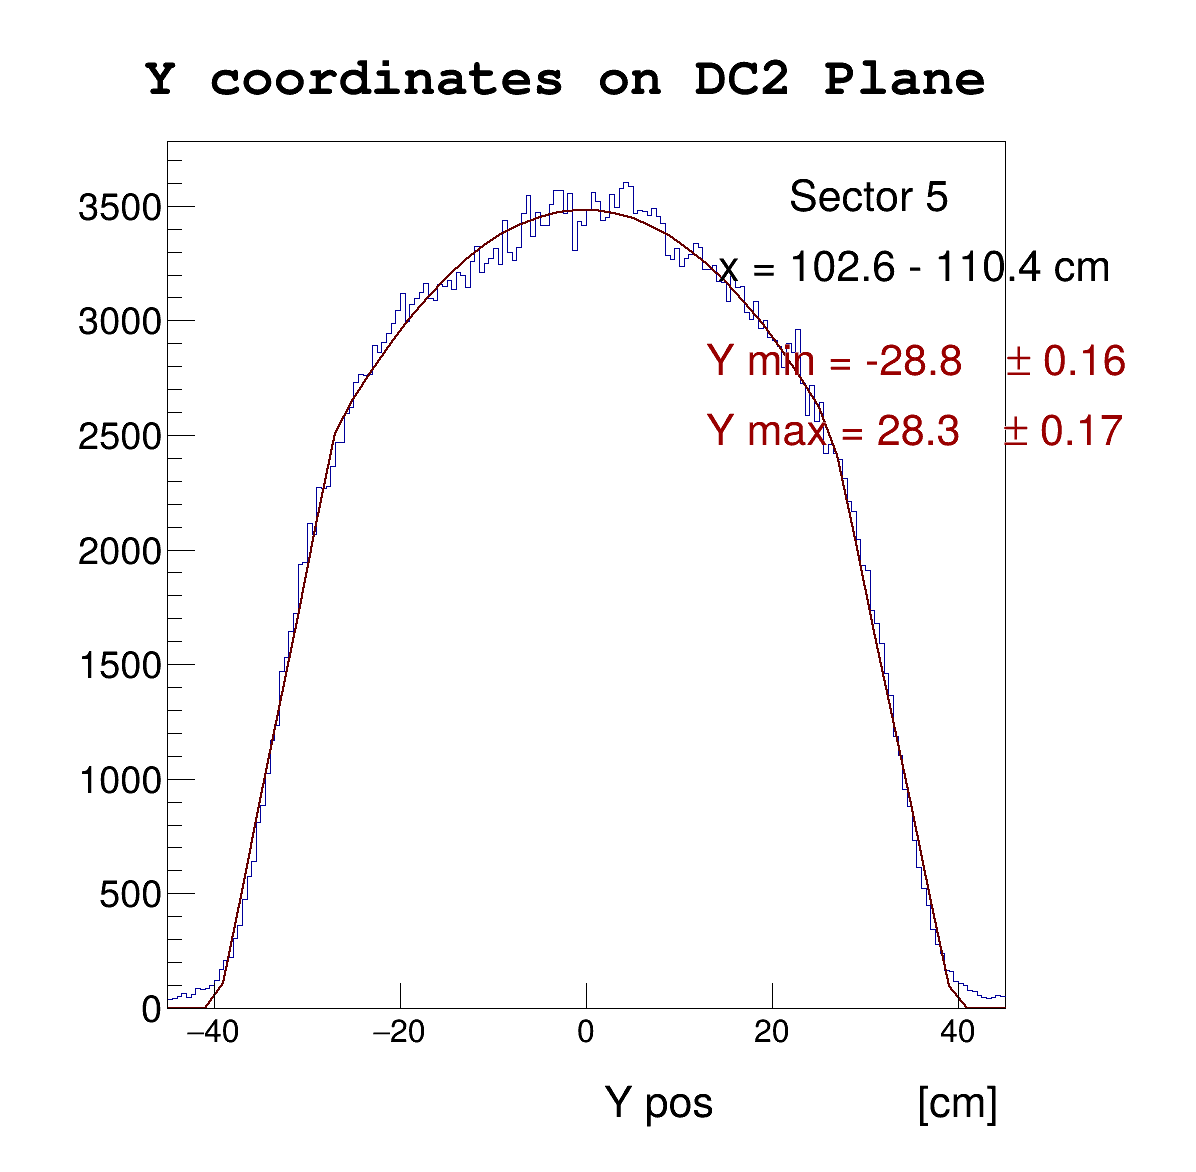 Y coordinates on DC2 Plane
Sector 5
x = 102.6 - 110.4 cm
Y min = -28.8 ± 0.16
Y max = 28.3 ± 0.17
3500
3000
2500
2000
1500
1000
500
0
−40 −20 0 20 40
Y pos [cm]